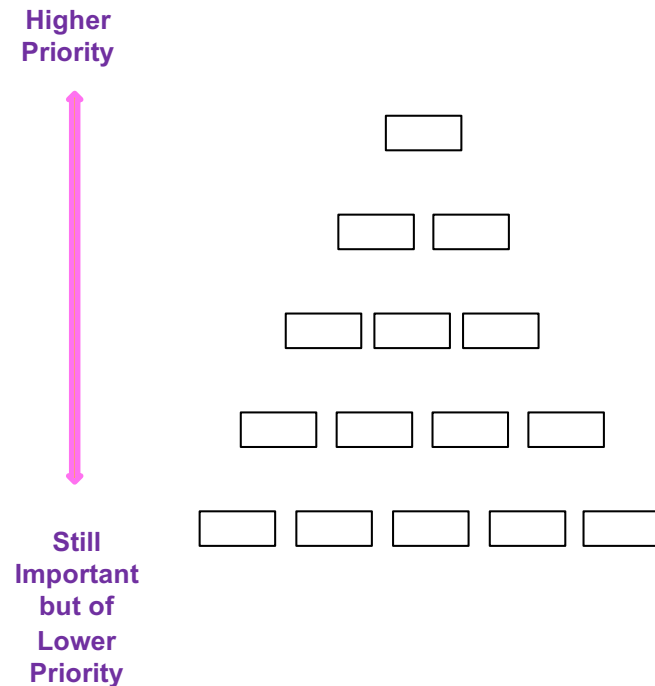 Higher
Priority
Still
Important
but of
Lower
Priority